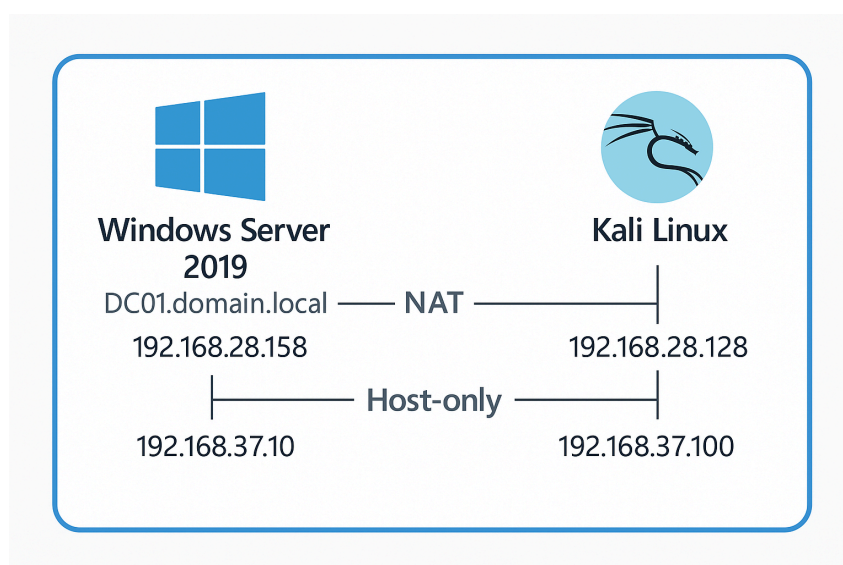 Windows Server
2019
DC01.domain.local
192.168.28.158
Kali Linux
NAT
192.168.28.128
Host-only
192.168.37.10
192.168.37.100